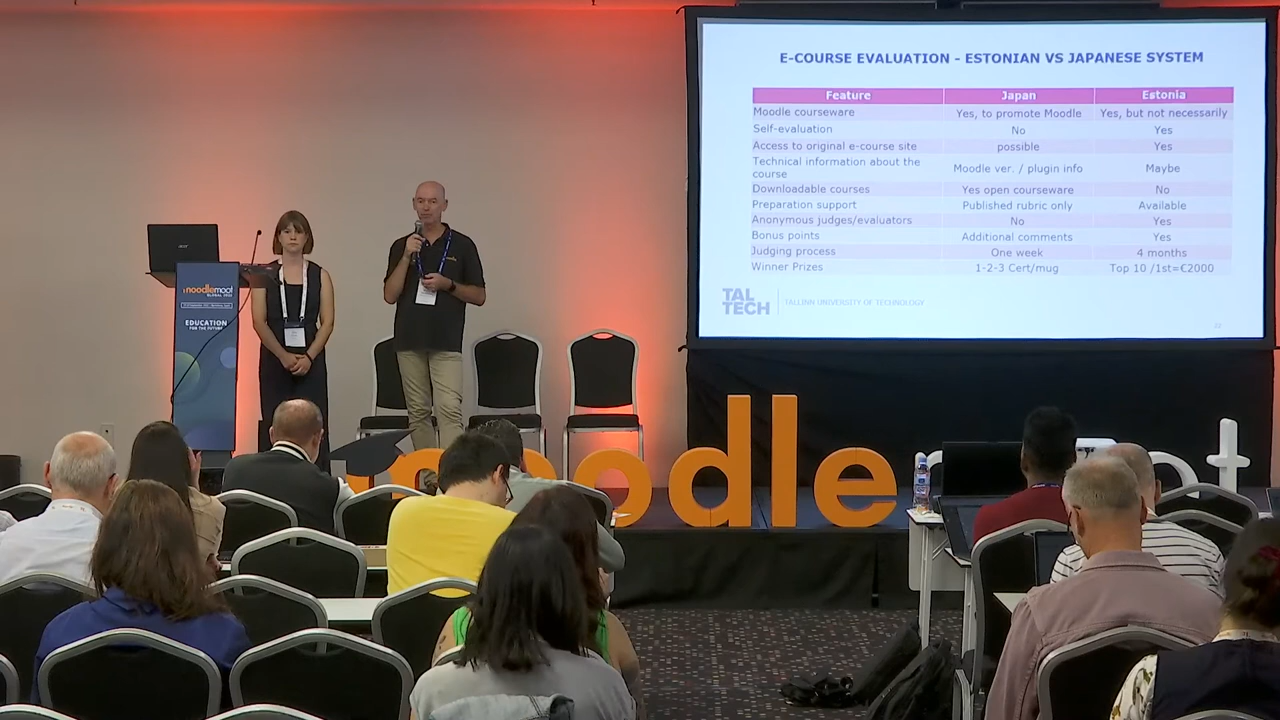 E-COURSE EVALUATION – ESTONIAN VS JAPANESE SYSTEM
Feature Japan Estonia
Moodle courseware Yes, to promote Moodle Yes, but not necessarily
Self-evaluation No Yes
Access to original e-course site possible Yes
Technical information about the course Moodle ver. / plugin info Maybe
Downloadable courses Yes open courseware No
Preparation support Published rubric only Available
Anonymous judges/evaluators No Yes
Bonus points Additional comments Yes
Judging process One week 4 months
Winner Prizes 1-2-3 Cert/mug Top 10 /1st=€2000
TAL
TECH
TALLINN UNIVERSITY OF TECHNOLOGY
acer
moodlemoot
GLOBAL 2022
EDUCATION
FOR THE FUTURE
moodle